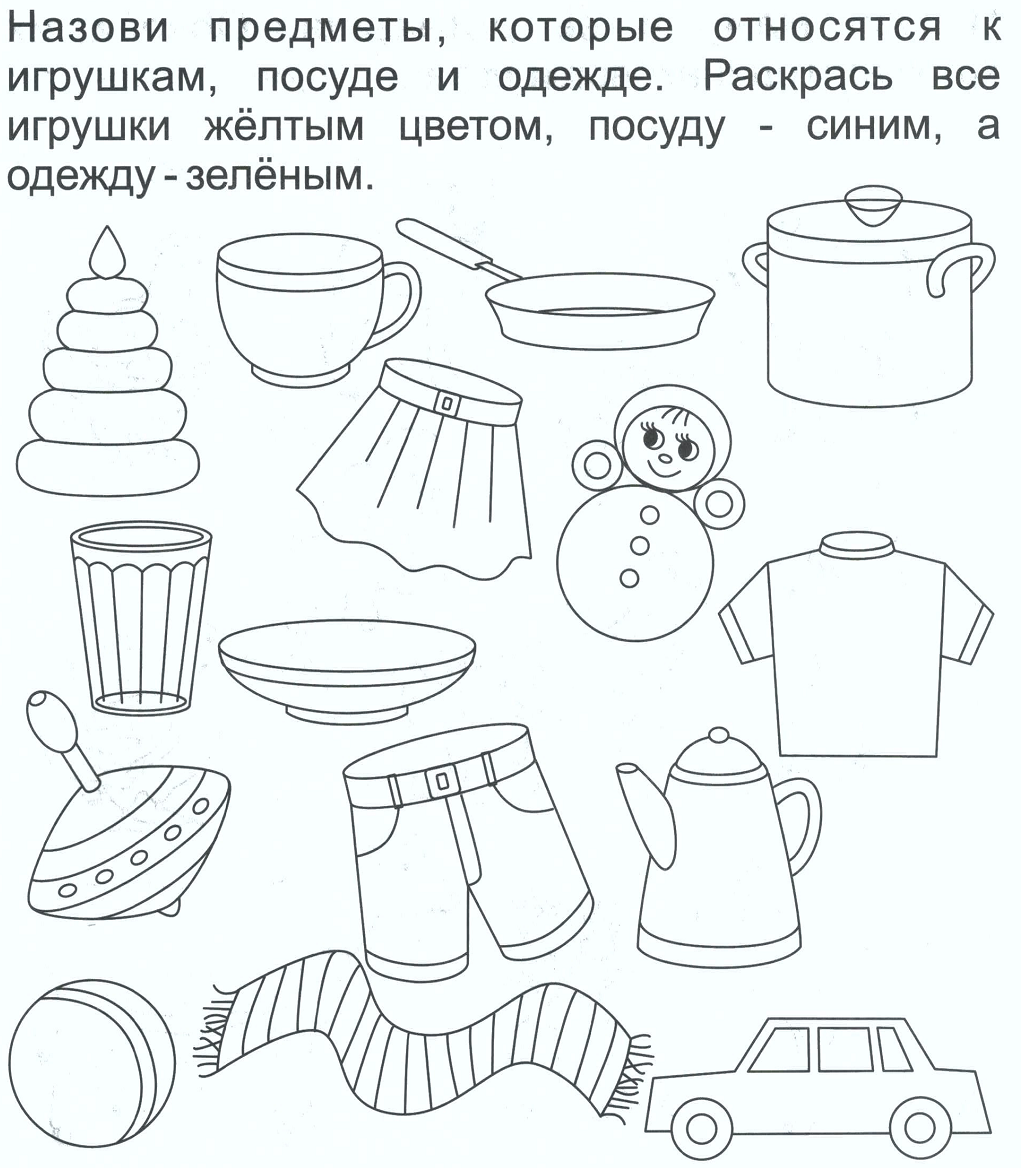 Назови предметы, которые относятся к
игрушкам, посуде и одежде. Раскрась все
игрушки жёлтым цветом, посуду - синим, а
одежду - зелёным.